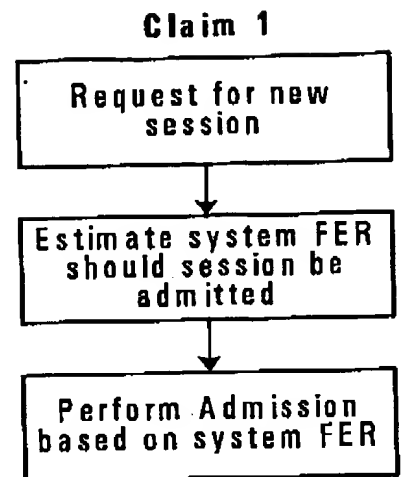 Claim 1
Request for new
session
Estimate system FER
should session be
admitted
Perform Admission
based on system FER